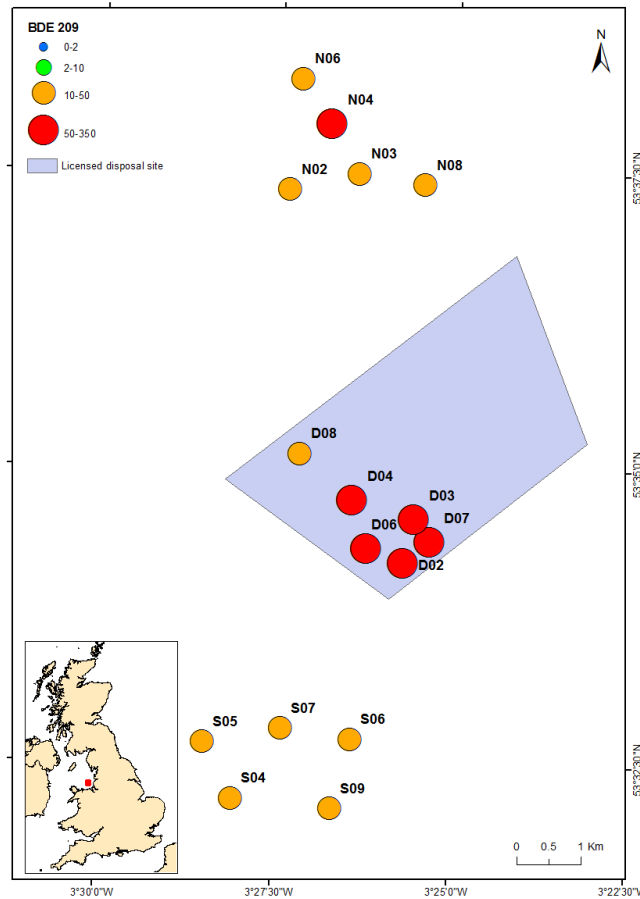 BDE 209
0-2
2-10
10-50
50-350
Licensed disposal site
N
N06
N04
N03
N02
N08
53°37'30"N
D08
53°35'0"N
D04
D03
D06
D07
D02
S07
S05
S06
53°32'30"N
S04
S09
0 0.5 1 Km
3°30'0"W 3°27'30"W 3°25'0"W 3°22'30"W